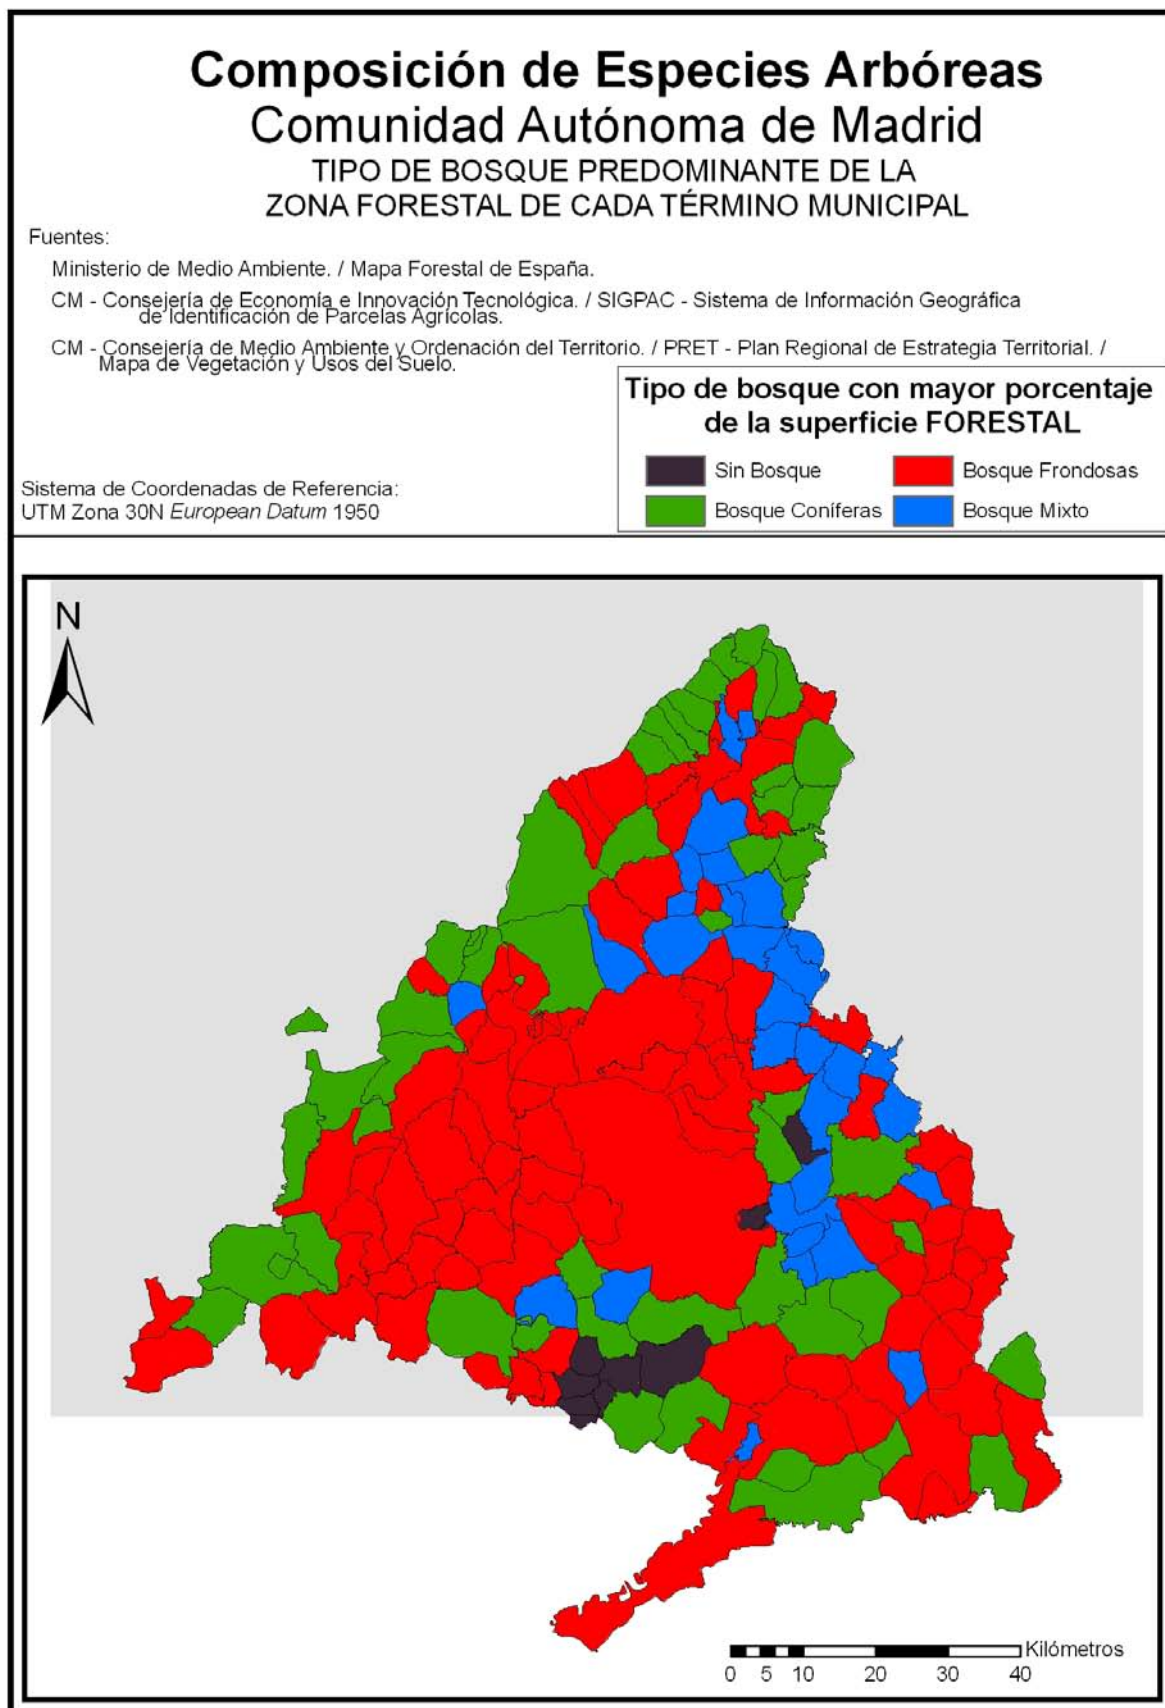 Composición de Especies Arbóreas
Comunidad Autónoma de Madrid
TIPO DE BOSQUE PREDOMINANTE DE LA
ZONA FORESTAL DE CADA TÉRMINO MUNICIPAL
Fuentes:
Ministerio de Medio Ambiente. / Mapa Forestal de España.
CM - Consejería de Economía e Innovación Tecnológica. / SIGPAC - Sistema de Información Geográfica
de Identificación de Parcelas Agrícolas.
CM - Consejería de Medio Ambiente y Ordenación del Territorio. / PRET - Plan Regional de Estrategia Territorial. /
Mapa de Vegetación y Usos del Suelo.
Tipo de bosque con mayor porcentaje
de la superficie FORESTAL
Sin Bosque
Bosque Frondosas
Bosque Coníferas
Bosque Mixto
Sistema de Coordenadas de Referencia:
UTM Zona 30N European Datum 1950
N
Kilómetros
0 5 10 20 30 40